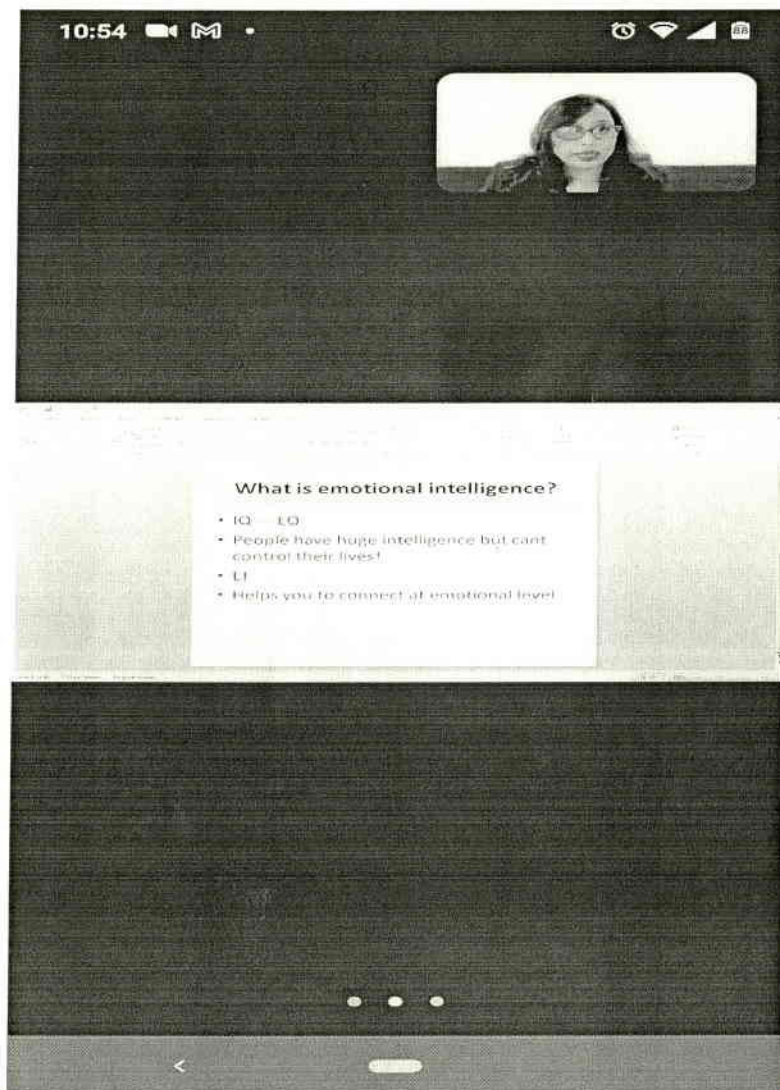 10:54
88
What is emotional intelligence?
• IQ EQ
• People have huge intelligence but cant
control their lives!
• Helps you to connect at emotional level